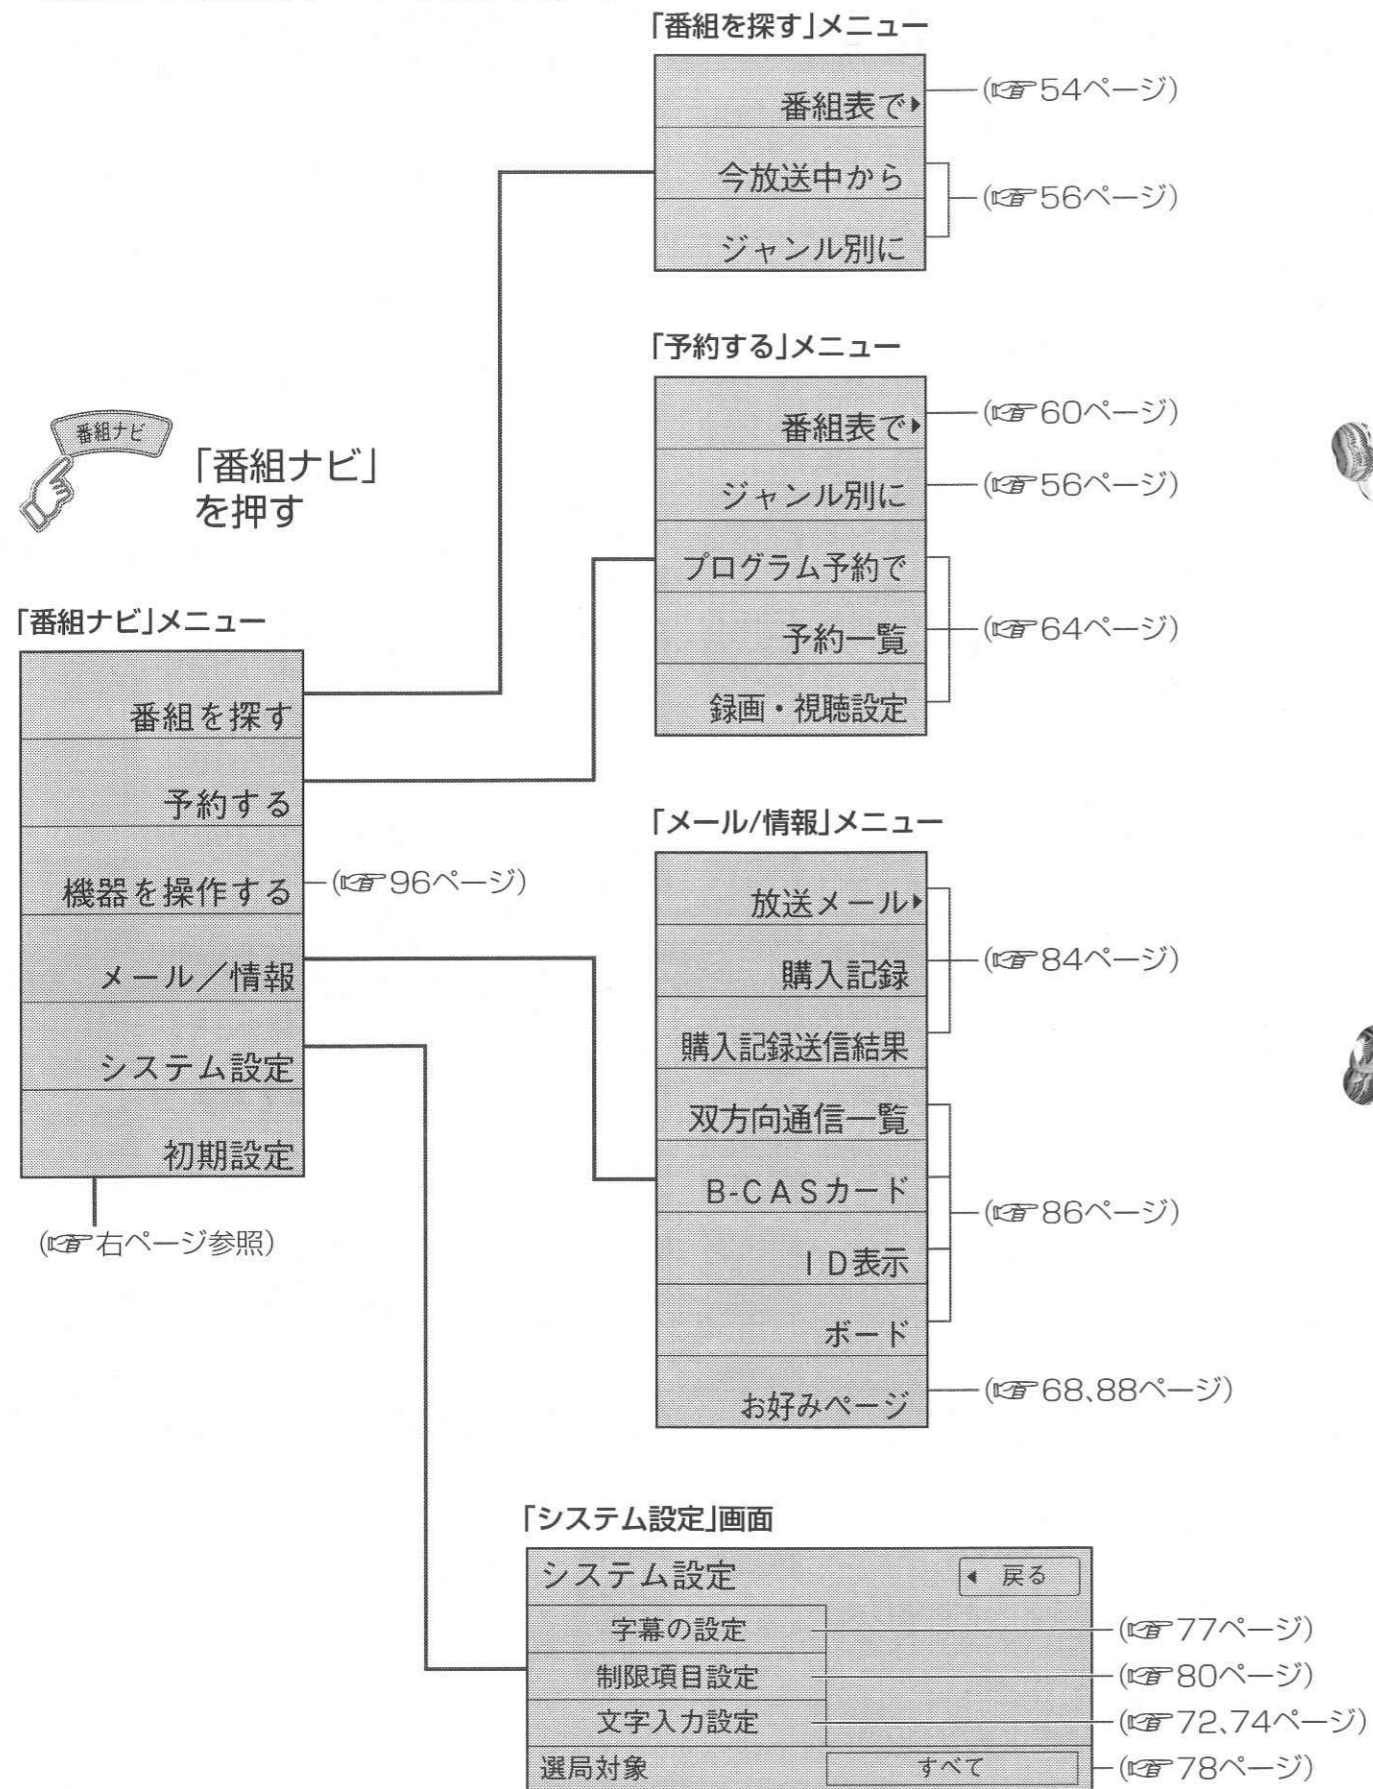 「番組を探す」メニュー
番組表で
(☞54ページ)
今放送中から
(☞56ページ)
ジャンル別に
「予約する」メニュー
番組表で
(☞60ページ)
ジャンル別に
(☞56ページ)
プログラム予約で
予約一覧
(☞64ページ)
録画・視聴設定
番組ナビ
「番組ナビ」
を押す
「番組ナビ」メニュー
番組を探す
予約する
機器を操作する
(☞96ページ)
メール／情報
システム設定
初期設定
(☞右ページ参照)
「メール/情報」メニュー
放送メール
購入記録
(☞84ページ)
購入記録送信結果
双方向通信一覧
B-CASカード
(☞86ページ)
ID表示
ボード
お好みページ
(☞68、88ページ)
「システム設定」画面
システム設定
戻る
字幕の設定
(☞77ページ)
制限項目設定
(☞80ページ)
文字入力設定
(☞72、74ページ)
選局対象
すべて
(☞78ページ)